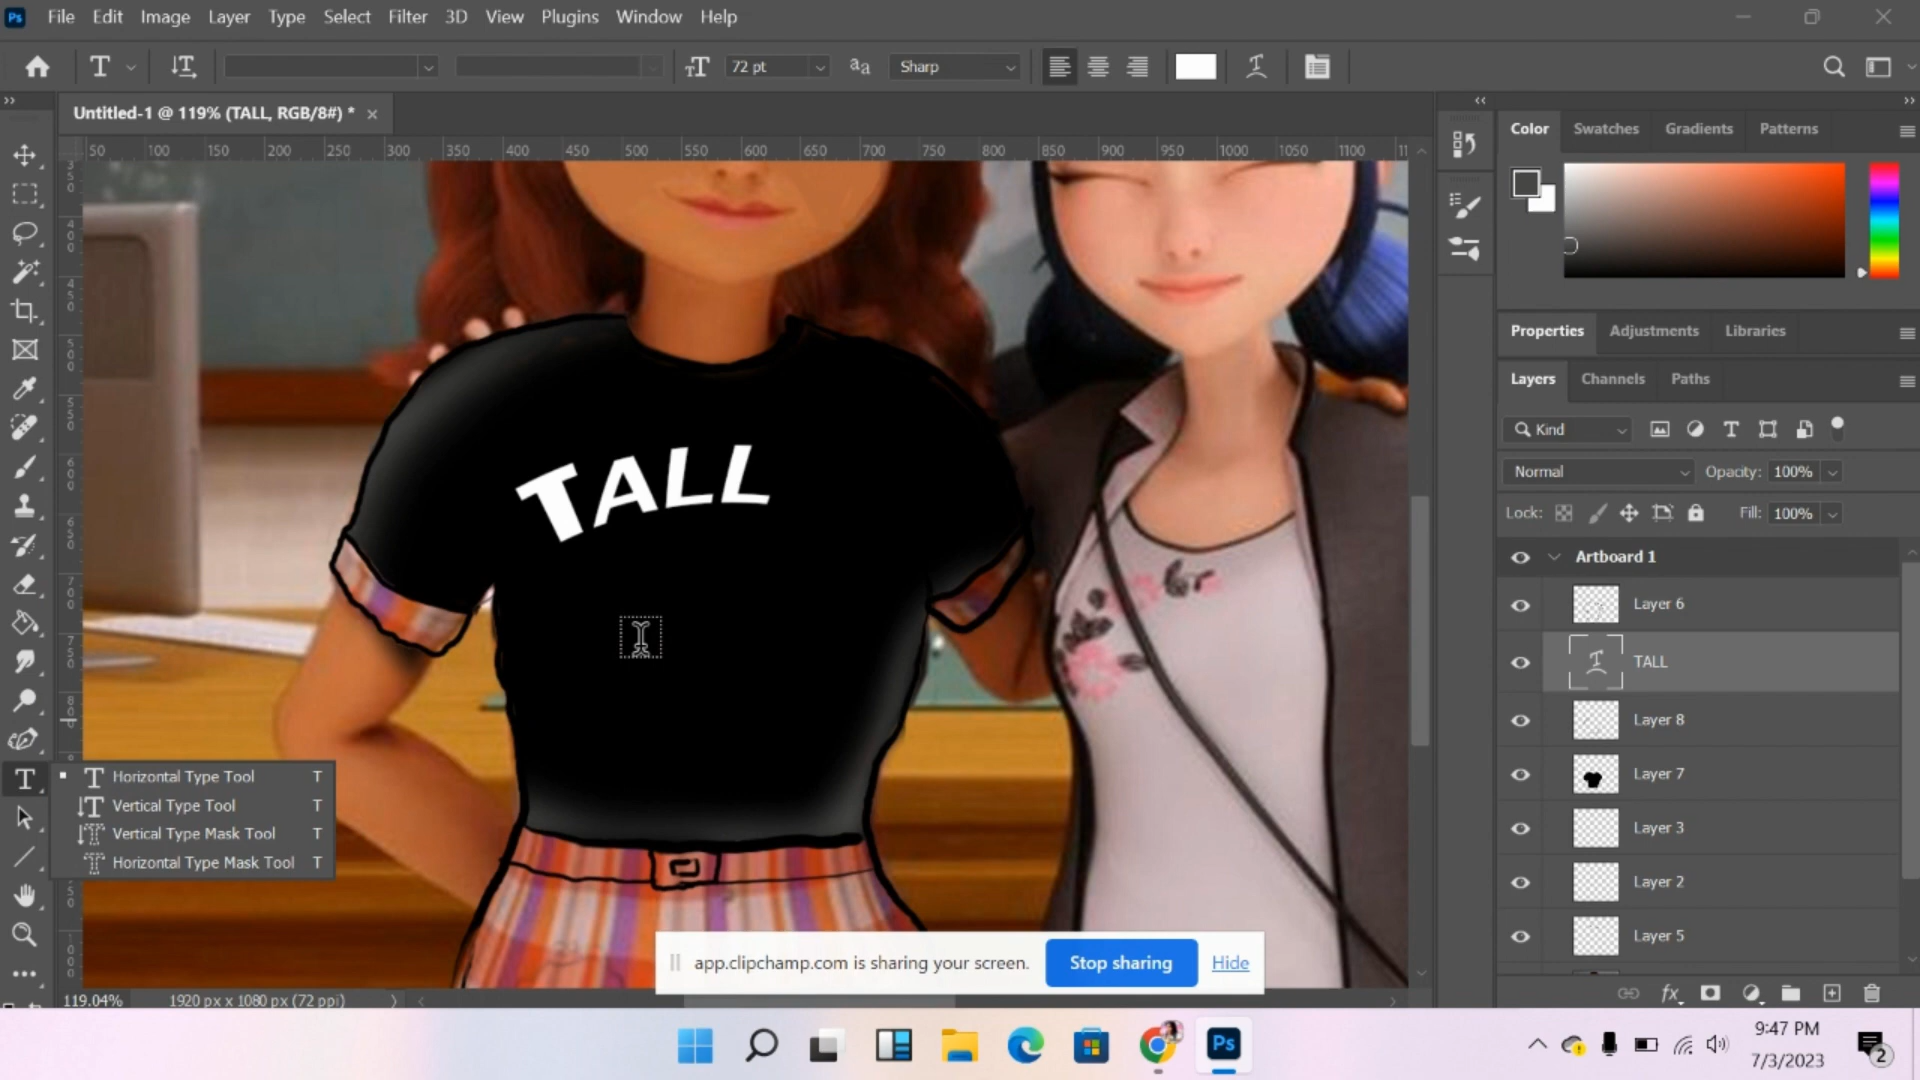 Ps File Edit Image Layer Type Select Filter 3D View Plugins Window Help
72 pt Sharp
Untitled-1 @ 119% (TALL, RGB/8#) *
50 100 150 200 250 300 350 400 450 500 550 600 650 700 750 800 850 900 950 1000 1050 1100
Color Swatches Gradients Patterns
Properties Adjustments Libraries
Layers Channels Paths
Kind
Normal Opacity: 100%
Lock: Fill: 100%
Artboard 1
Layer 6
TALL
Layer 8
Layer 7
Layer 3
Layer 2
Layer 5
TALL
Horizontal Type Tool T
Vertical Type Tool T
Vertical Type Mask Tool T
Horizontal Type Mask Tool T
app.clipchamp.com is sharing your screen. Stop sharing Hide
119.04% 1920 px x 1080 px (72 ppi)
Ps
9:47 PM
7/3/2023
2